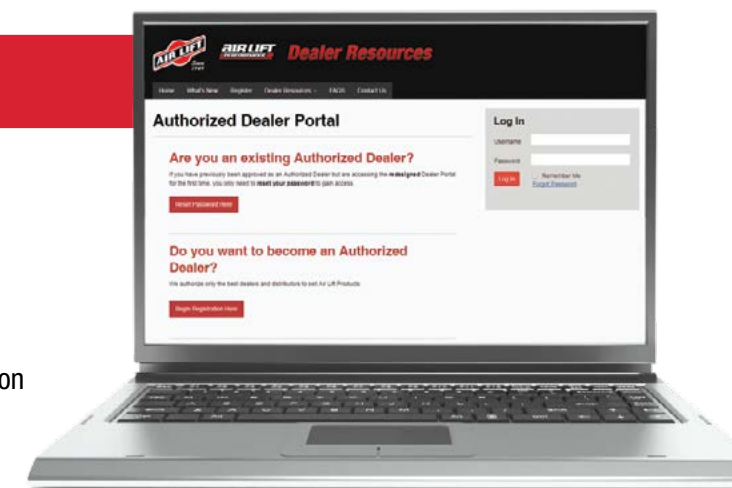 AIR LIFT
Since
AIR LIFT
PERFORMANCE
Dealer Resources
Home What's New Register Dealer Resources FAQS Contact Us
Authorized Dealer Portal
Are you an existing Authorized Dealer?
If you have previously been approved as an Authorized Dealer but are accessing the redesigned Dealer Portal
for the first time, you only need to reset your password to gain access.
Reset Password Here
Do you want to become an Authorized
Dealer?
We authorize only the best dealers and distributors to sell Air Lift Products.
Begin Registration Here
Log In
Username
Password
Log In
Remember Me
Forgot Password
on